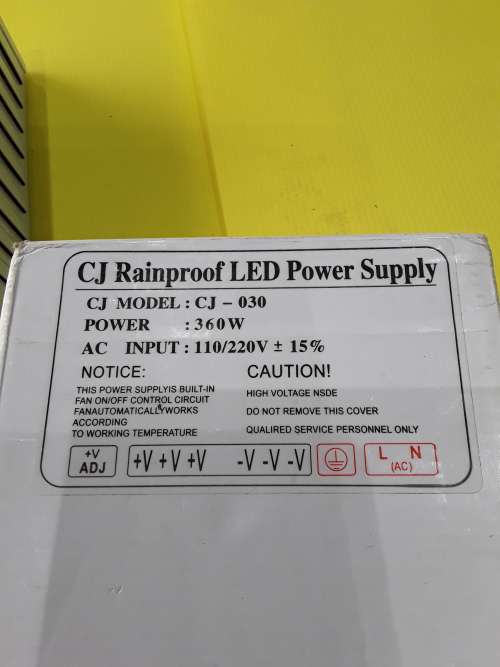 CJ Rainproof LED Power Supply
CJ MODEL : CJ – 030
POWER : 360W
AC INPUT : 110/220V ± 15%
NOTICE:
THIS POWER SUPPLYIS BUILT-IN
FAN ON/OFF CONTROL CIRCUIT
FANAUTOMATICALLYWORKS
ACCORDING
TO WORKING TEMPERATURE
CAUTION!
HIGH VOLTAGE NSDE
DO NOT REMOVE THIS COVER
QUALIRED SERVICE PERSONNEL ONLY
+V
ADJ
+V +V +V -V -V -V
L N
(AC)